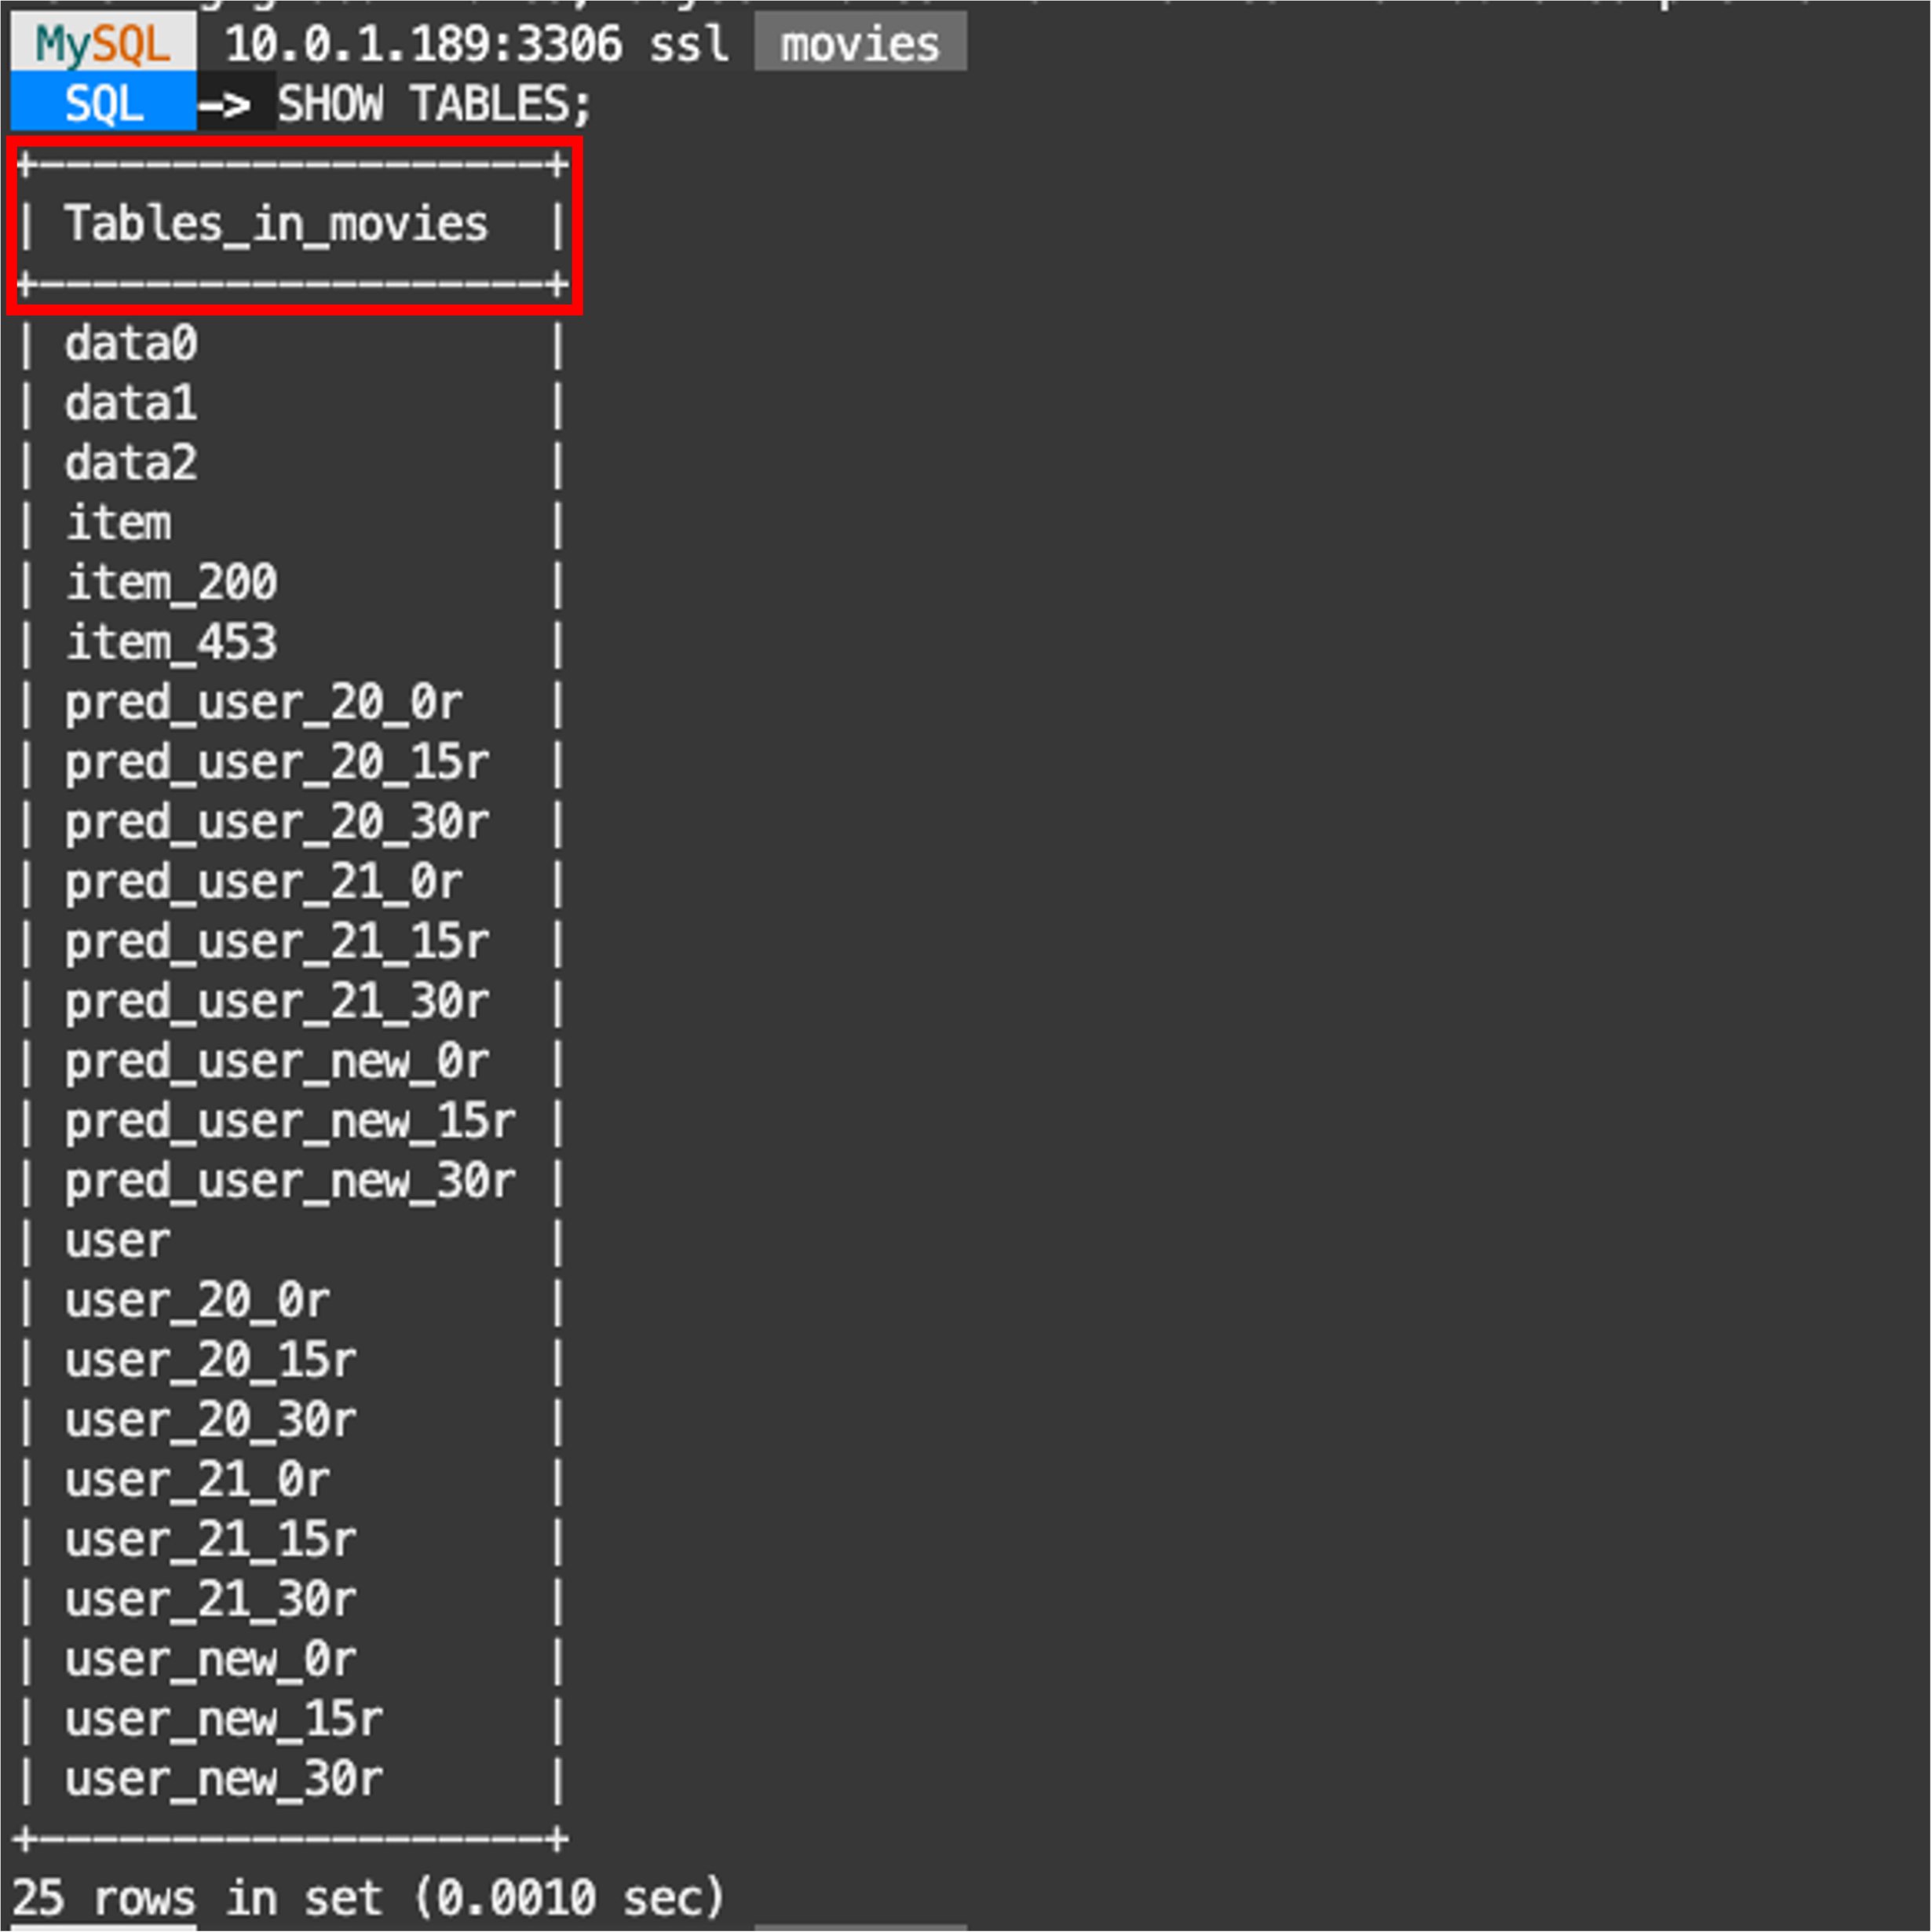 MySQL 10.0.1.189:3306 ssl movies
SQL -> SHOW TABLES;
+--------------------+
| Tables_in_movies   |
+--------------------+
| data0              |
| data1              |
| data2              |
| item               |
| item_200           |
| item_453           |
| pred_user_20_0r    |
| pred_user_20_15r   |
| pred_user_20_30r   |
| pred_user_21_0r    |
| pred_user_21_15r   |
| pred_user_21_30r   |
| pred_user_new_0r   |
| pred_user_new_15r  |
| pred_user_new_30r  |
| user               |
| user_20_0r         |
| user_20_15r        |
| user_20_30r        |
| user_21_0r         |
| user_21_15r        |
| user_21_30r        |
| user_new_0r        |
| user_new_15r       |
| user_new_30r       |
+--------------------+
25 rows in set (0.0010 sec)